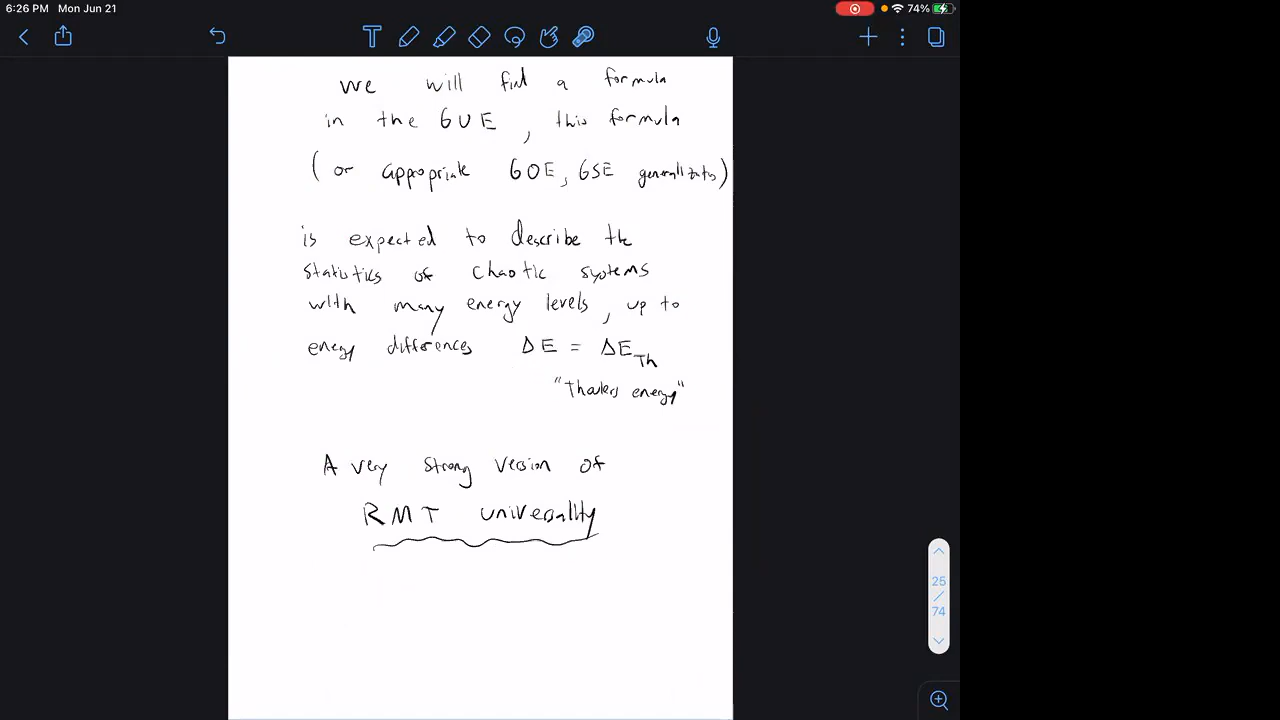 6:26 PM Mon Jun 21
74%
we will find a formula
in the GUE, this formula
(or appropriate GOE, GSE generalizations)
is expected to describe the
statistics of chaotic systems
with many energy levels, up to
energy differences ΔE = ΔE_Th
"Thouless energy"
A very strong version of
RMT universality
25
/
74